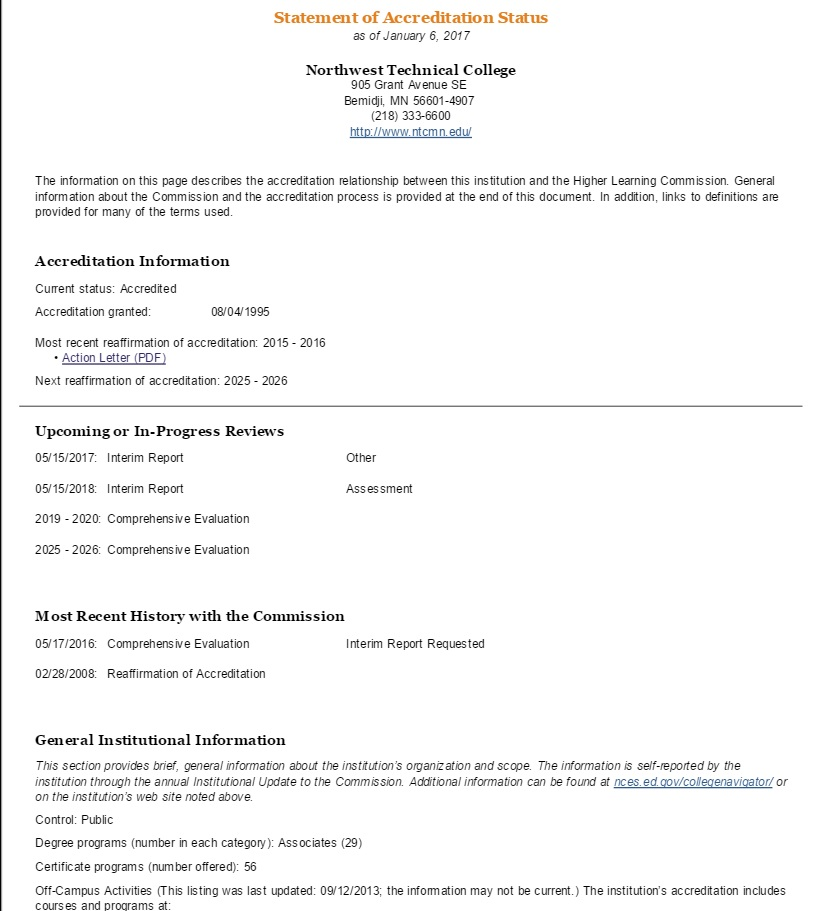 Statement of Accreditation Status
as of January 6, 2017
Northwest Technical College
905 Grant Avenue SE
Bemidji, MN 56601-4907
(218) 333-6600
http://www.ntcmn.edu/
The information on this page describes the accreditation relationship between this institution and the Higher Learning Commission. General
information about the Commission and the accreditation process is provided at the end of this document. In addition, links to definitions are
provided for many of the terms used.
Accreditation Information
Current status: Accredited
Accreditation granted: 08/04/1995
Most recent reaffirmation of accreditation: 2015 - 2016
• Action Letter (PDF)
Next reaffirmation of accreditation: 2025 - 2026
Upcoming or In-Progress Reviews
05/15/2017: Interim Report Other
05/15/2018: Interim Report Assessment
2019 - 2020: Comprehensive Evaluation
2025 - 2026: Comprehensive Evaluation
Most Recent History with the Commission
05/17/2016: Comprehensive Evaluation Interim Report Requested
02/28/2008: Reaffirmation of Accreditation
General Institutional Information
This section provides brief, general information about the institution's organization and scope. The information is self-reported by the
institution through the annual Institutional Update to the Commission. Additional information can be found at nces.ed.gov/collegenavigator/ or
on the institution's web site noted above.
Control: Public
Degree programs (number in each category): Associates (29)
Certificate programs (number offered): 56
Off-Campus Activities (This listing was last updated: 09/12/2013; the information may not be current.) The institution's accreditation includes
courses and programs at: